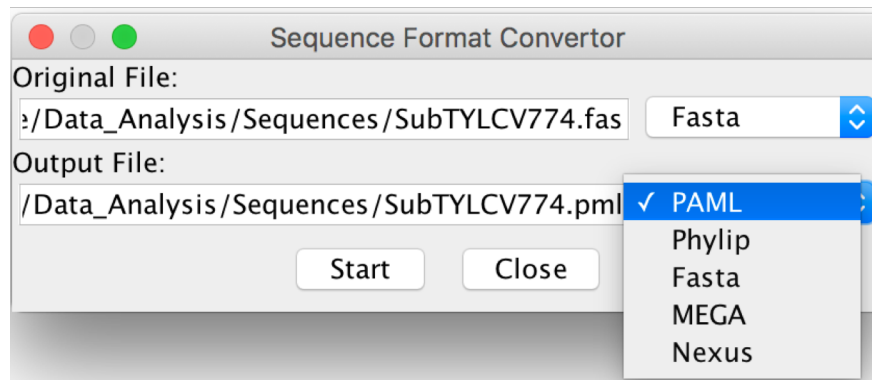 Sequence Format Convertor
Original File:
e/Data_Analysis/Sequences/SubTYLCV774.fas Fasta
Output File:
/Data_Analysis/Sequences/SubTYLCV774.pml ✓ PAML
Phylip
Start Close Fasta
MEGA
Nexus